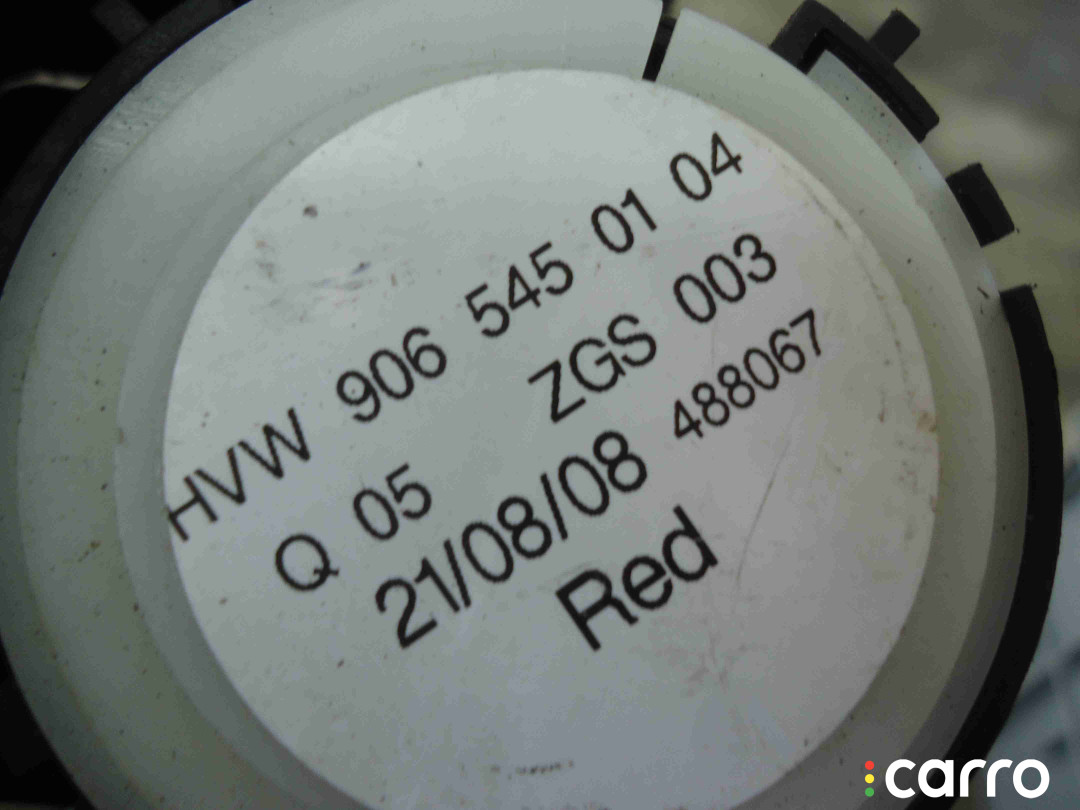 HVW 906 545 01 04
Q 05 ZGS 003
21/08/08 488067
Red
carro